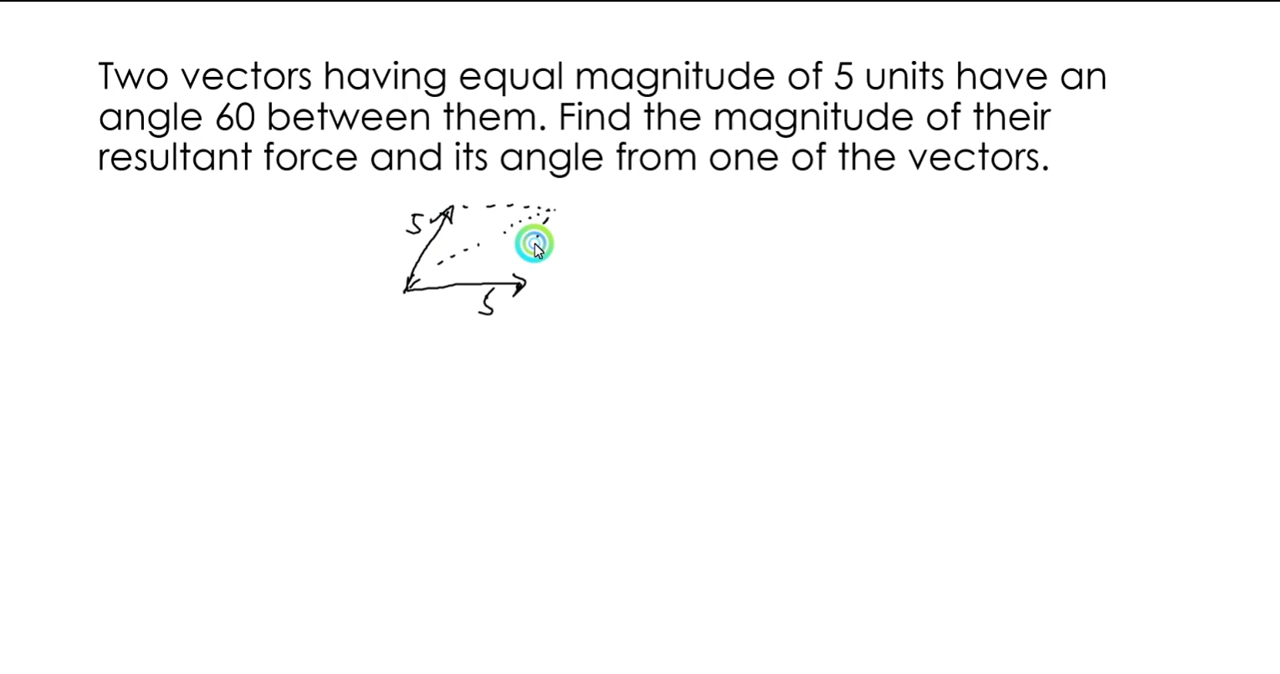 Two vectors having equal magnitude of 5 units have an
angle 60 between them. Find the magnitude of their
resultant force and its angle from one of the vectors.
5
5